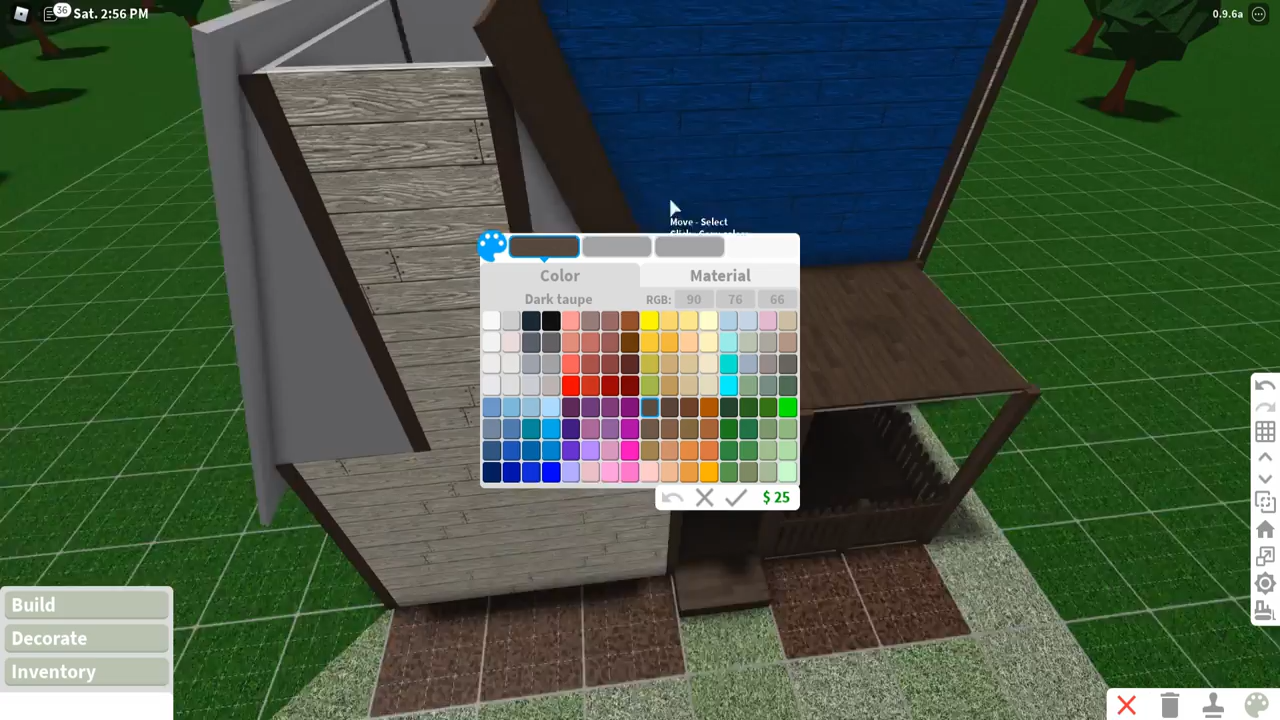 36 Sat. 2:56 PM
0.9.6a
Move - Select
Color
Material
Dark taupe
RGB: 90 76 66
$ 25
Build
Decorate
Inventory